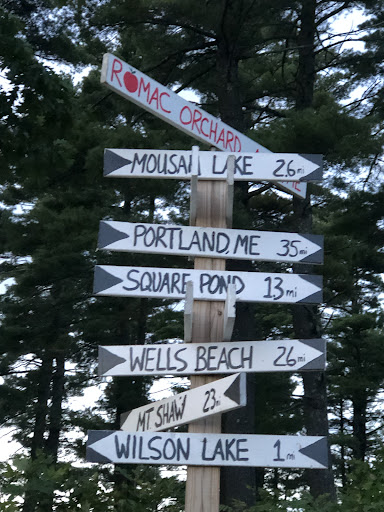 ROMAC ORCHARD
MOUSAM LAKE 2.6mi
PORTLAND, ME 35mi
SQUARE POND 13mi
WELLS BEACH 26mi
MT SHAW 23mi
WILSON LAKE 1mi